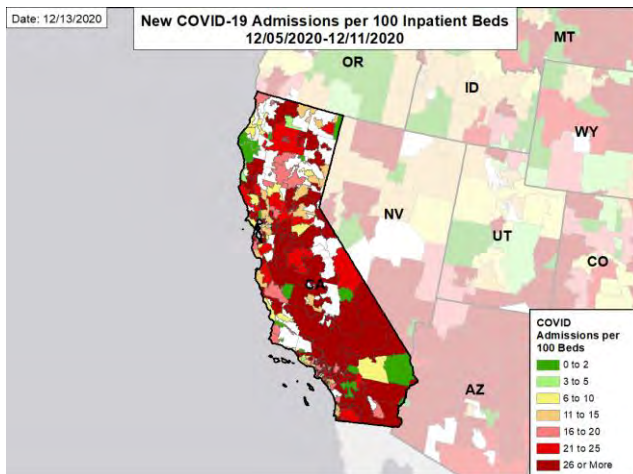 Date: 12/13/2020
New COVID-19 Admissions per 100 Inpatient Beds
12/05/2020-12/11/2020
MT
OR
ID
WY
NV
UT
CO
CA
AZ
COVID
Admissions per
100 Beds
0 to 2
3 to 5
6 to 10
11 to 15
16 to 20
21 to 25
26 or More